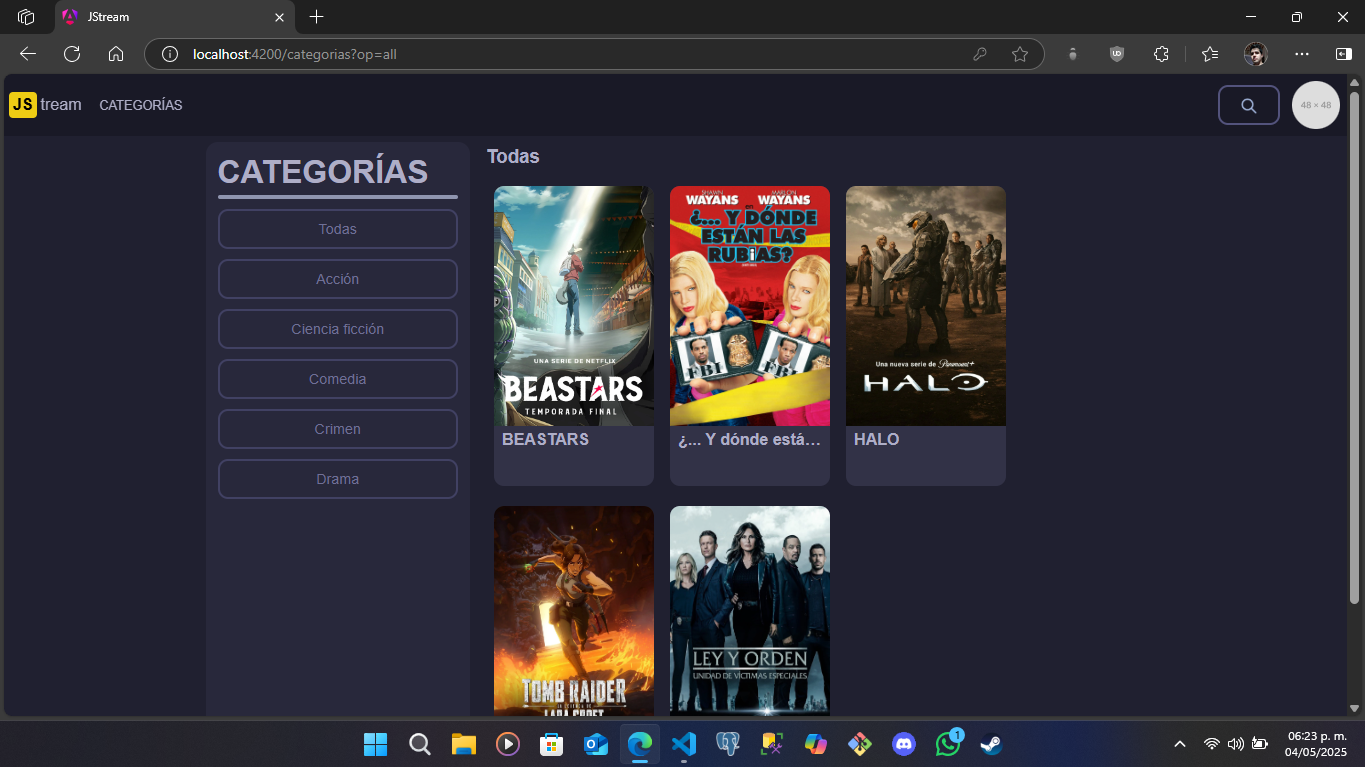 JStream
localhost:4200/categorias?op=all
JS tream
CATEGORÍAS
48 × 48
CATEGORÍAS
Todas
Acción
Ciencia ficción
Comedia
Crimen
Drama
Todas
UNA SERIE DE NETFLIX
BEASTARS
TEMPORADA FINAL
BEASTARS
SHAWN WAYANS MARLON WAYANS
en
¿... Y DÓNDE
ESTÁN LAS
RUBiAS?
FBI FBI
¿... Y dónde está...
Una nueva serie de Paramount+
HALO
HALO
TOMB RAIDER
LARA CROFT
LEY Y ORDEN
UNIDAD DE VICTIMAS ESPECIALES
1
06:23 p. m.
04/05/2025